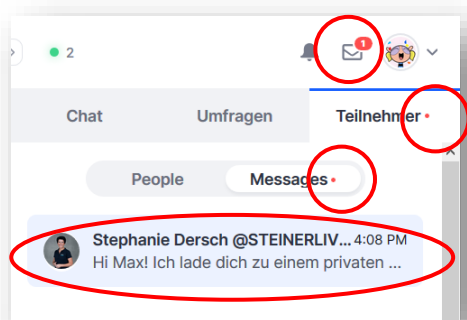 2
1
Chat Umfragen Teilnehmer
People Messages
Stephanie Dersch @STEINERLIV... 4:08 PM
Hi Max! Ich lade dich zu einem privaten ...